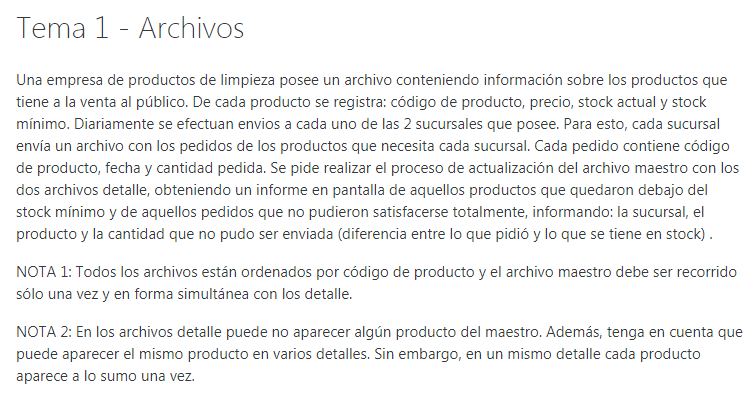 Tema 1 - Archivos
Una empresa de productos de limpieza posee un archivo conteniendo información sobre los productos que
tiene a la venta al público. De cada producto se registra: código de producto, precio, stock actual y stock
mínimo. Diariamente se efectuan envios a cada uno de las 2 sucursales que posee. Para esto, cada sucursal
envía un archivo con los pedidos de los productos que necesita cada sucursal. Cada pedido contiene código
de producto, fecha y cantidad pedida. Se pide realizar el proceso de actualización del archivo maestro con los
dos archivos detalle, obteniendo un informe en pantalla de aquellos productos que quedaron debajo del
stock mínimo y de aquellos pedidos que no pudieron satisfacerse totalmente, informando: la sucursal, el
producto y la cantidad que no pudo ser enviada (diferencia entre lo que pidió y lo que se tiene en stock) .
NOTA 1: Todos los archivos están ordenados por código de producto y el archivo maestro debe ser recorrido
sólo una vez y en forma simultánea con los detalle.
NOTA 2: En los archivos detalle puede no aparecer algún producto del maestro. Además, tenga en cuenta que
puede aparecer el mismo producto en varios detalles. Sin embargo, en un mismo detalle cada producto
aparece a lo sumo una vez.